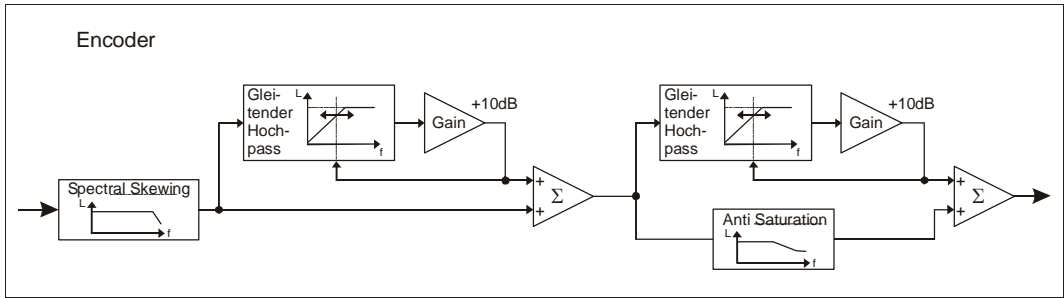 Encoder
Glei-
tender
Hoch-
pass
L
f
+10dB
Gain
Spectral Skewing
L
f
+
+
Σ
Glei-
tender
Hoch-
pass
L
f
+10dB
Gain
Anti Saturation
L
f
+
+
Σ